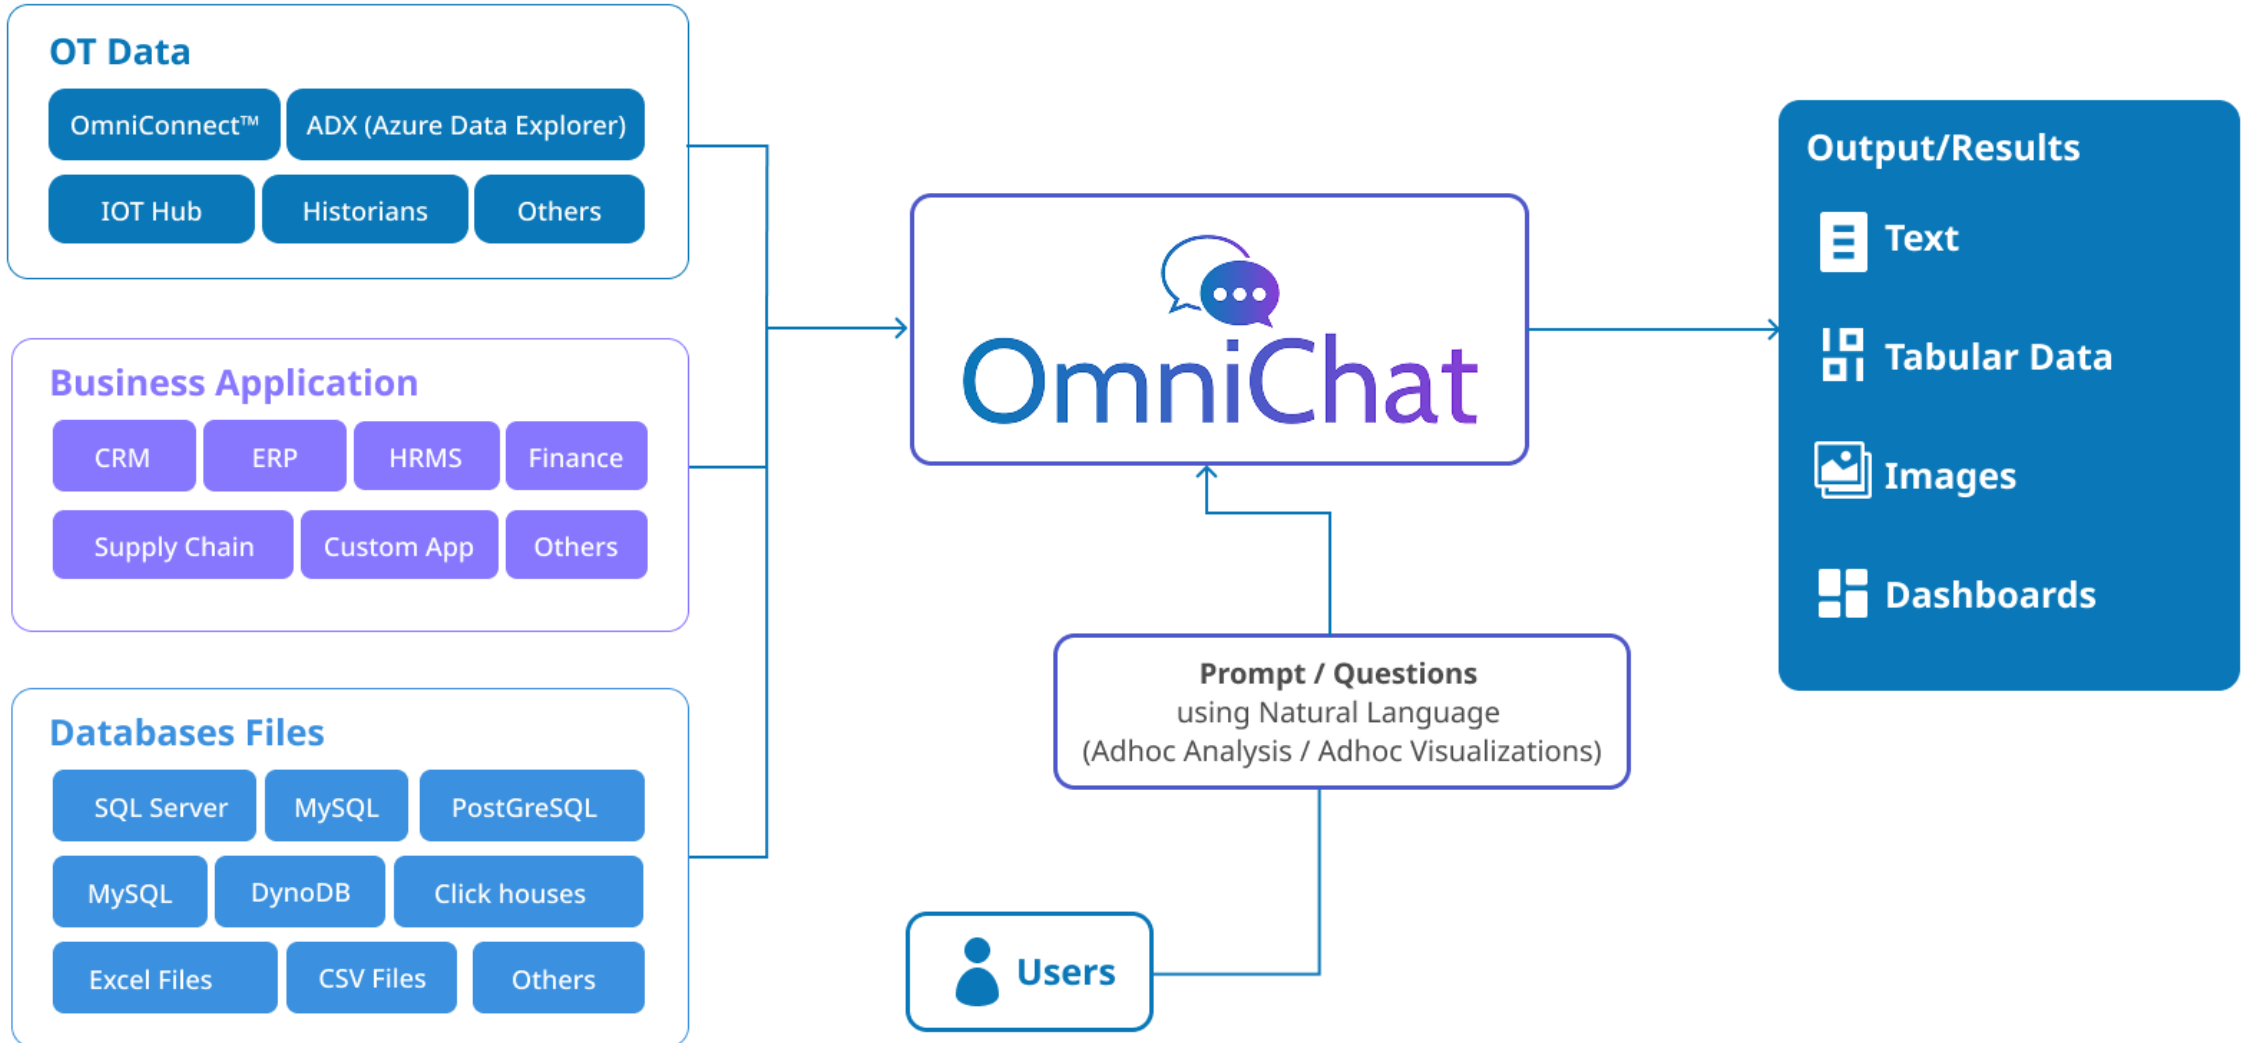 OT Data
OmniConnect™
ADX (Azure Data Explorer)
IOT Hub
Historians
Others
Business Application
CRM
ERP
HRMS
Finance
Supply Chain
Custom App
Others
Databases Files
SQL Server
MySQL
PostGreSQL
MySQL
DynoDB
Click houses
Excel Files
CSV Files
Others
OmniChat
Prompt / Questions
using Natural Language
(Adhoc Analysis / Adhoc Visualizations)
Users
Output/Results
Text
Tabular Data
Images
Dashboards